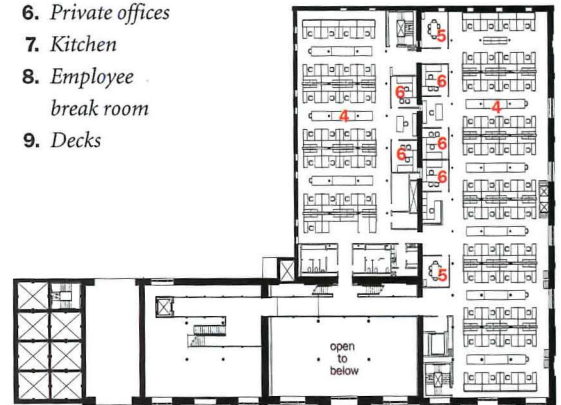 6. Private offices
7. Kitchen
8. Employee
break room
9. Decks
5
6
6
4
4
6
6
6
5
open
to
below